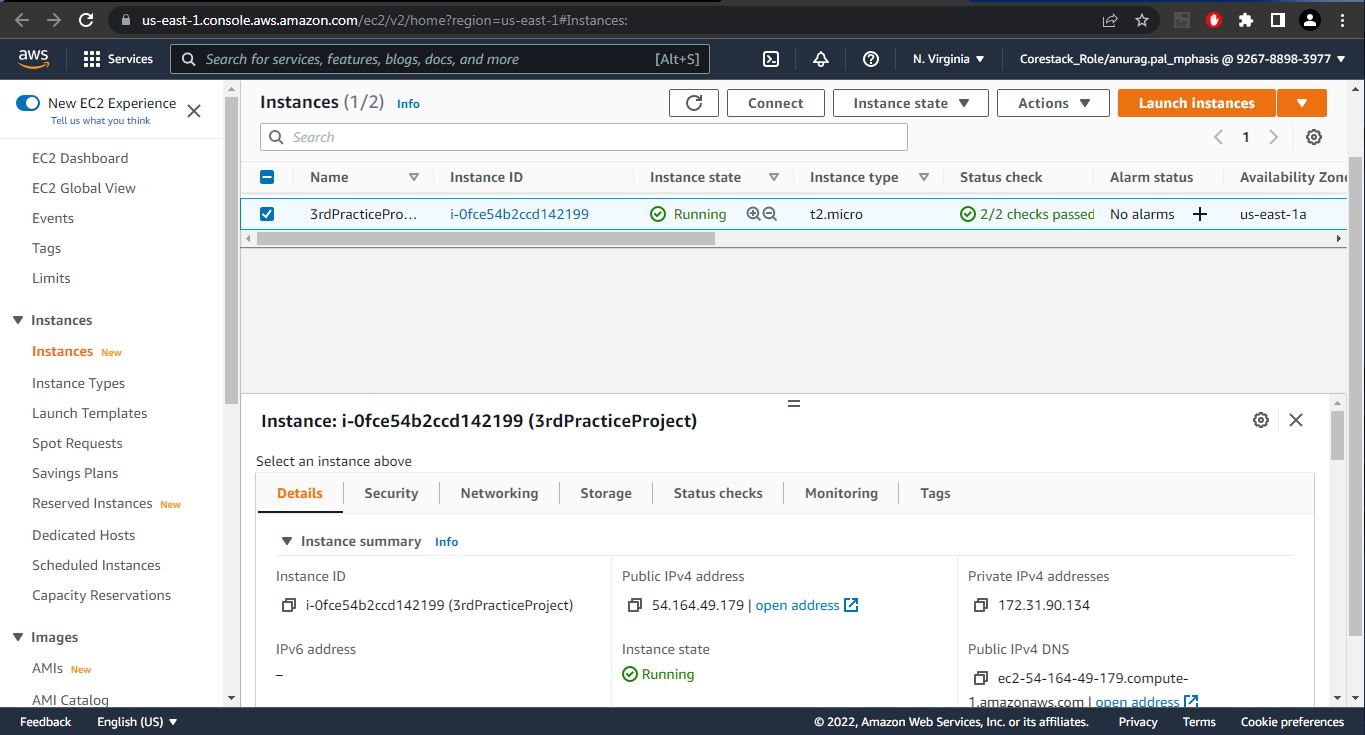 us-east-1.console.aws.amazon.com/ec2/v2/home?region=us-east-1#Instances:
aws Services Search for services, features, blogs, docs, and more [Alt+S] N. Virginia Corestack_Role/anurag.pal_mphasis @ 9267-8898-3977
New EC2 Experience
Tell us what you think
EC2 Dashboard
EC2 Global View
Events
Tags
Limits
Instances
Instances New
Instance Types
Launch Templates
Spot Requests
Savings Plans
Reserved Instances New
Dedicated Hosts
Scheduled Instances
Capacity Reservations
Images
AMIs New
AMI Catalog
Instances (1/2) Info Connect Instance state Actions Launch instances
Search 1
Name Instance ID Instance state Instance type Status check Alarm status Availability Zone
3rdPracticePro... i-0fce54b2ccd142199 Running t2.micro 2/2 checks passed No alarms + us-east-1a
Instance: i-0fce54b2ccd142199 (3rdPracticeProject)
Select an instance above
Details Security Networking Storage Status checks Monitoring Tags
Instance summary Info
Instance ID Public IPv4 address Private IPv4 addresses
i-0fce54b2ccd142199 (3rdPracticeProject) 54.164.49.179 | open address 172.31.90.134
IPv6 address Instance state Public IPv4 DNS
– Running ec2-54-164-49-179.compute-
1.amazonaws.com | open address
Feedback English (US) © 2022, Amazon Web Services, Inc. or its affiliates. Privacy Terms Cookie preferences